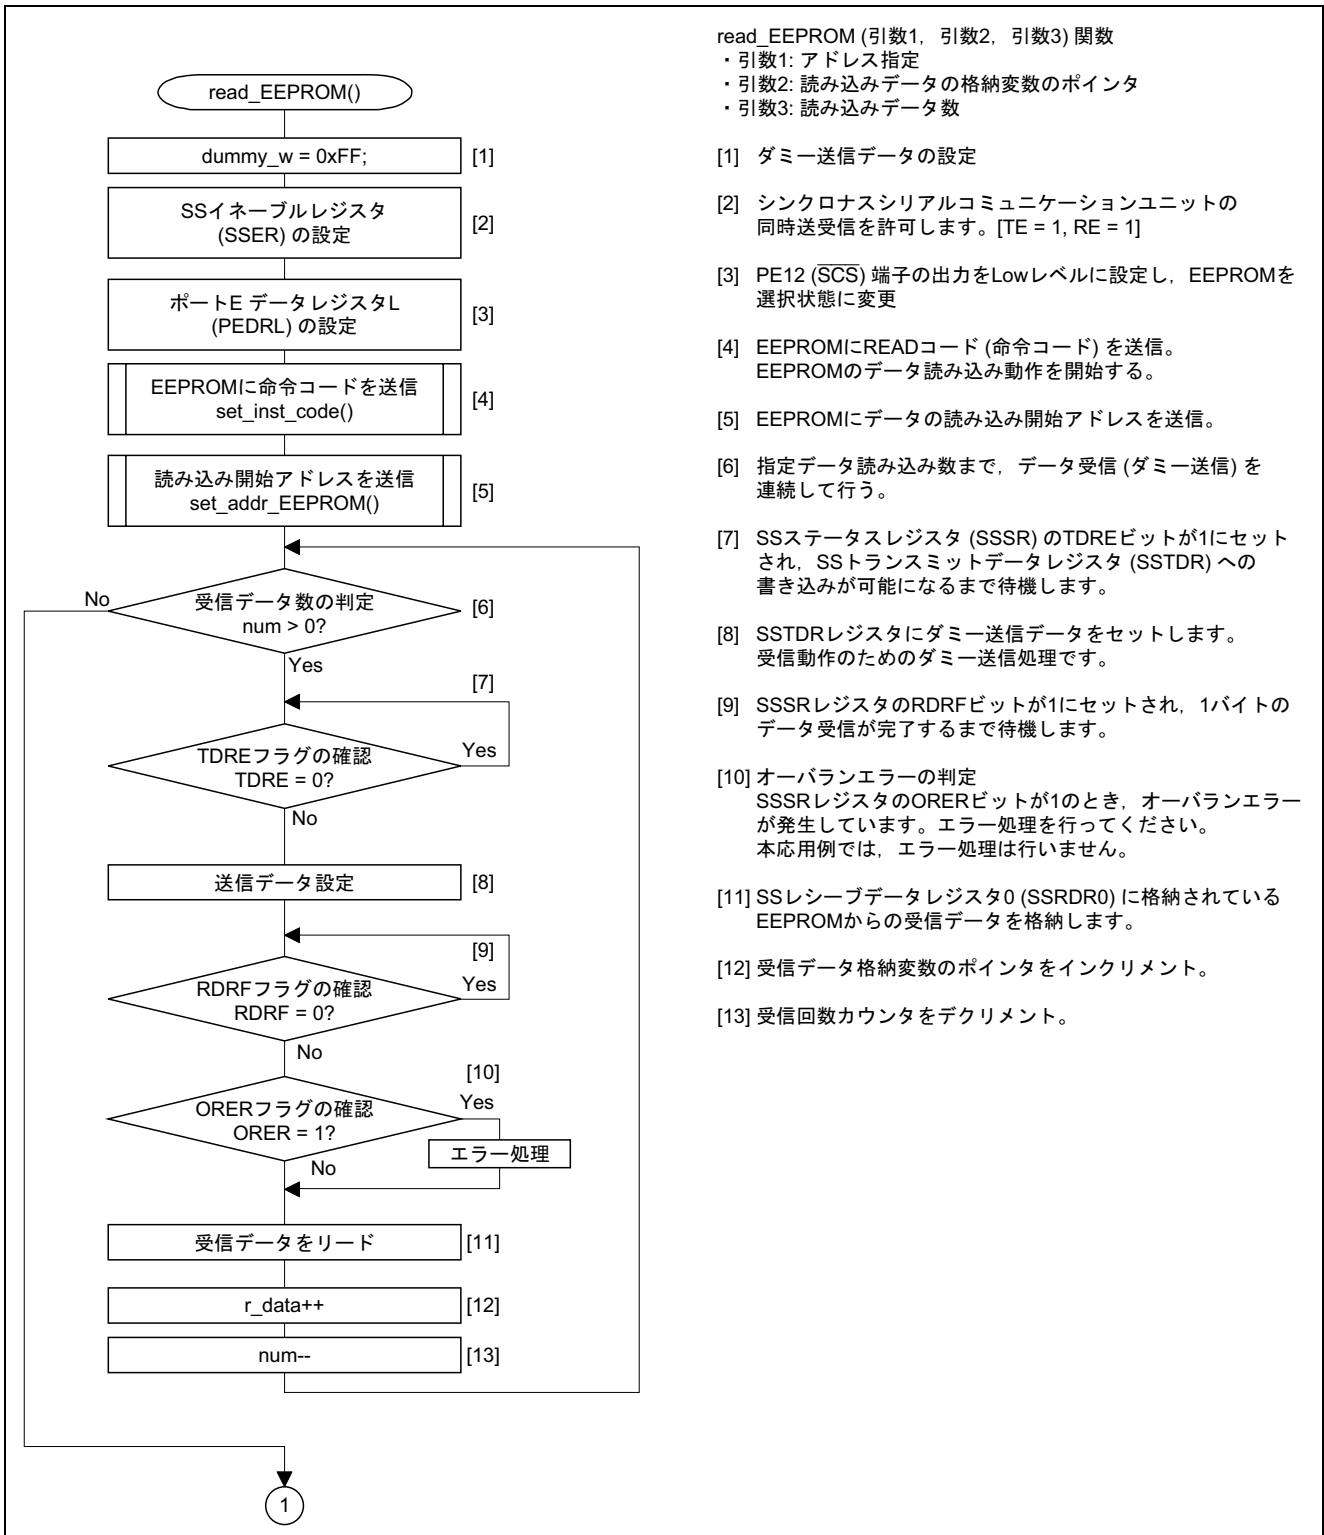 read_EEPROM()
dummy_w = 0xFF;
[1]
SSイネーブルレジスタ
(SSER) の設定
[2]
ポートE データレジスタL
(PEDRL) の設定
[3]
EEPROMに命令コードを送信
set_inst_code()
[4]
読み込み開始アドレスを送信
set_addr_EEPROM()
[5]
No
受信データ数の判定
num > 0?
[6]
Yes
[7]
TDREフラグの確認
TDRE = 0?
Yes
No
送信データ設定
[8]
[9]
RDRFフラグの確認
RDRF = 0?
Yes
No
[10]
ORERフラグの確認
ORER = 1?
Yes
エラー処理
No
受信データをリード
[11]
r_data++
[12]
num--
[13]
1
read_EEPROM (引数1，引数2，引数3) 関数
・引数1: アドレス指定
・引数2: 読み込みデータの格納変数のポインタ
・引数3: 読み込みデータ数
[1] ダミー送信データの設定
[2] シンクロナスシリアルコミュニケーションユニットの
同時送受信を許可します。[TE = 1, RE = 1]
[3] PE12 (S̅C̅S̅) 端子の出力をLowレベルに設定し，EEPROMを
選択状態に変更
[4] EEPROMにREADコード (命令コード) を送信。
EEPROMのデータ読み込み動作を開始する。
[5] EEPROMにデータの読み込み開始アドレスを送信。
[6] 指定データ読み込み数まで，データ受信 (ダミー送信) を
連続して行う。
[7] SSステータスレジスタ (SSSR) のTDREビットが1にセット
され，SSトランスミットデータレジスタ (SSTDR) への
書き込みが可能になるまで待機します。
[8] SSTDRレジスタにダミー送信データをセットします。
受信動作のためのダミー送信処理です。
[9] SSSRレジスタのRDRFビットが1にセットされ，1バイトの
データ受信が完了するまで待機します。
[10] オーバランエラーの判定
SSSRレジスタのORERビットが1のとき，オーバランエラー
が発生しています。エラー処理を行ってください。
本応用例では，エラー処理は行いません。
[11] SSレシーブデータレジスタ0 (SSRDR0) に格納されている
EEPROMからの受信データを格納します。
[12] 受信データ格納変数のポインタをインクリメント。
[13] 受信回数カウンタをデクリメント。